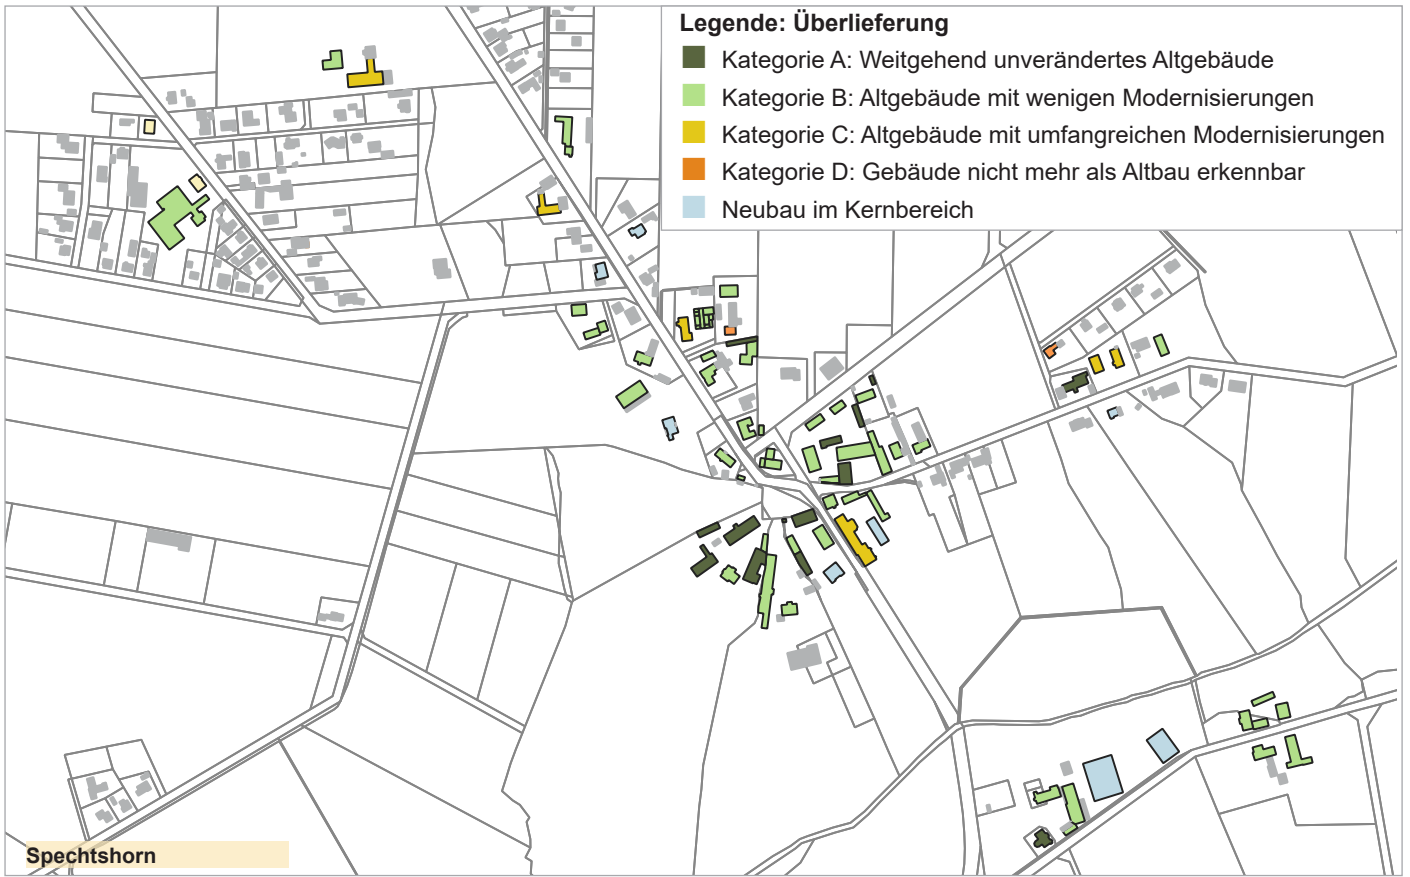 Legende: Überlieferung
Kategorie A: Weitgehend unverändertes Altgebäude
Kategorie B: Altgebäude mit wenigen Modernisierungen
Kategorie C: Altgebäude mit umfangreichen Modernisierungen
Kategorie D: Gebäude nicht mehr als Altbau erkennbar
Neubau im Kernbereich
Spechtshorn